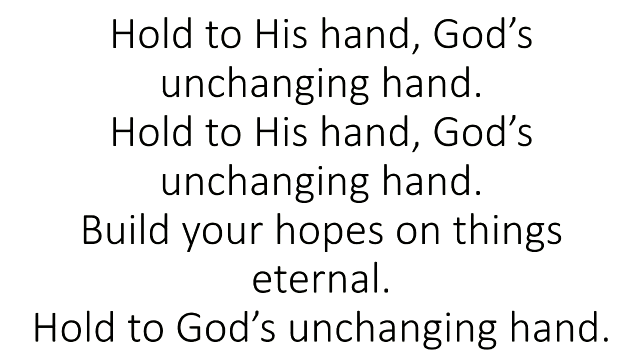 Hold to His hand, God’s
unchanging hand.
Hold to His hand, God’s
unchanging hand.
Build your hopes on things
eternal.
Hold to God’s unchanging hand.